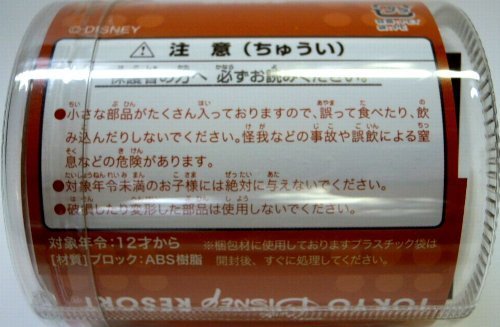 ©DISNEY
⚠ 注意（ちゅうい）
保護者の方へ 必ずお読みください。
●小さな部品がたくさん入っておりますので、誤って食べたり、飲
み込んだりしないでください。怪我などの事故や誤飲による窒
息などの危険があります。
●対象年令未満のお子様には絶対に与えないでください。
●破損したり変形した部品は使用しないでください。
対象年令:12才から ※梱包材に使用しておりますプラスチック袋は
[材質]ブロック:ABS樹脂 開封後、すぐに処理してください。
TOKYO DISNEY RESORT